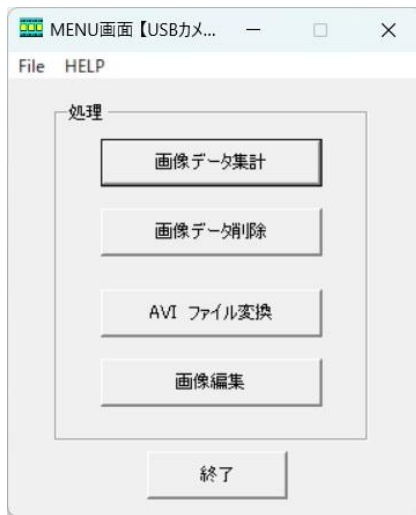 MENU画面【USBカメ...
File HELP
処理
画像データ集計
画像データ削除
AVI ファイル変換
画像編集
終了